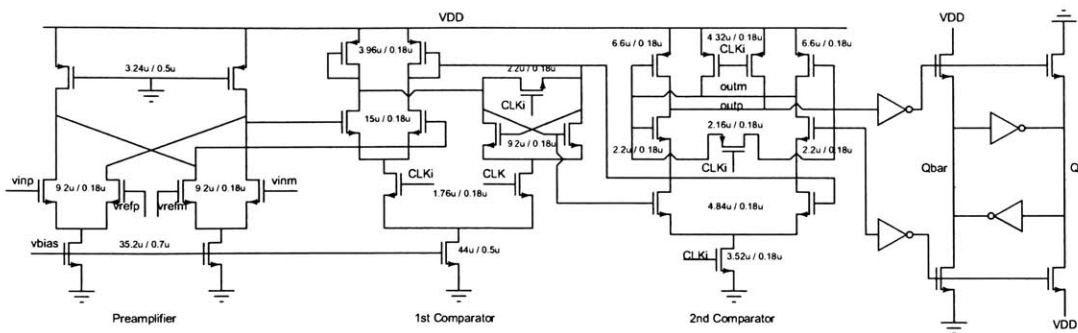 VDD
VDD
3.24u / 0.5u
3.96u / 0.18u
2.2u / 0.18u
CLKi
6.6u / 0.18u
4.32u / 0.18u
CLKi
6.6u / 0.18u
outm
outp
15u / 0.18u
9.2u / 0.18u
2.2u / 0.18u
2.16u / 0.18u
CLKi
2.2u / 0.18u
vinp
9.2u / 0.18u
vrefp
vrefm
9.2u / 0.18u
vinm
CLKi
CLK
1.76u / 0.18u
4.84u / 0.18u
Qbar
Q
vbias
35.2u / 0.7u
44u / 0.5u
CLKi
3.52u / 0.18u
Preamplifier
1st Comparator
2nd Comparator
VDD